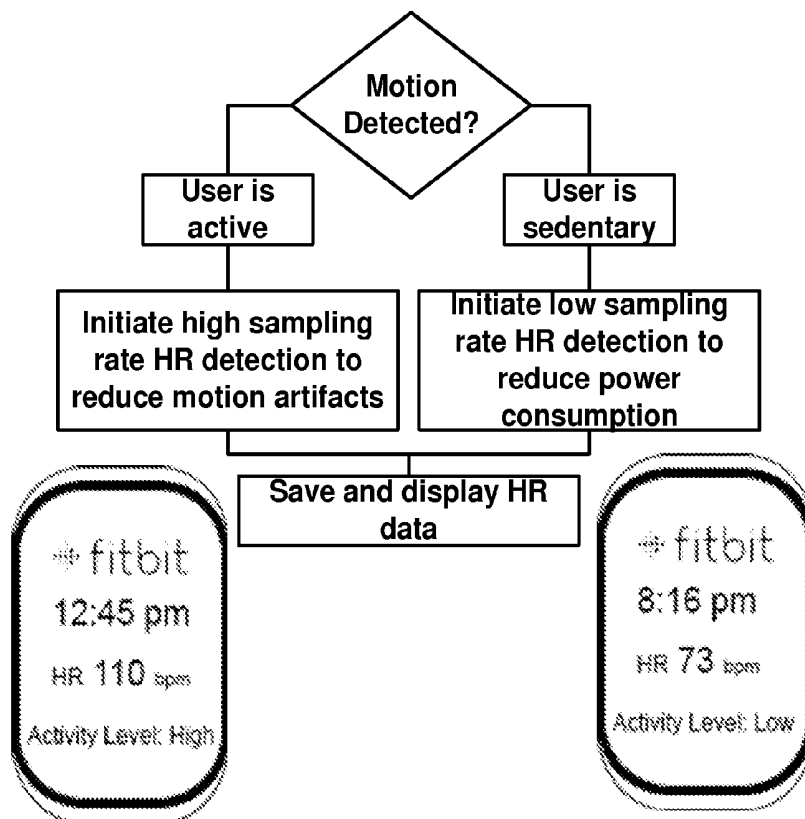 Motion
Detected?
User is
active
User is
sedentary
Initiate high sampling
rate HR detection to
reduce motion artifacts
Initiate low sampling
rate HR detection to
reduce power
consumption
Save and display HR
data
fitbit
12:45 pm
HR 110 bpm
Activity Level: High
fitbit
8:16 pm
HR 73 bpm
Activity Level: Low